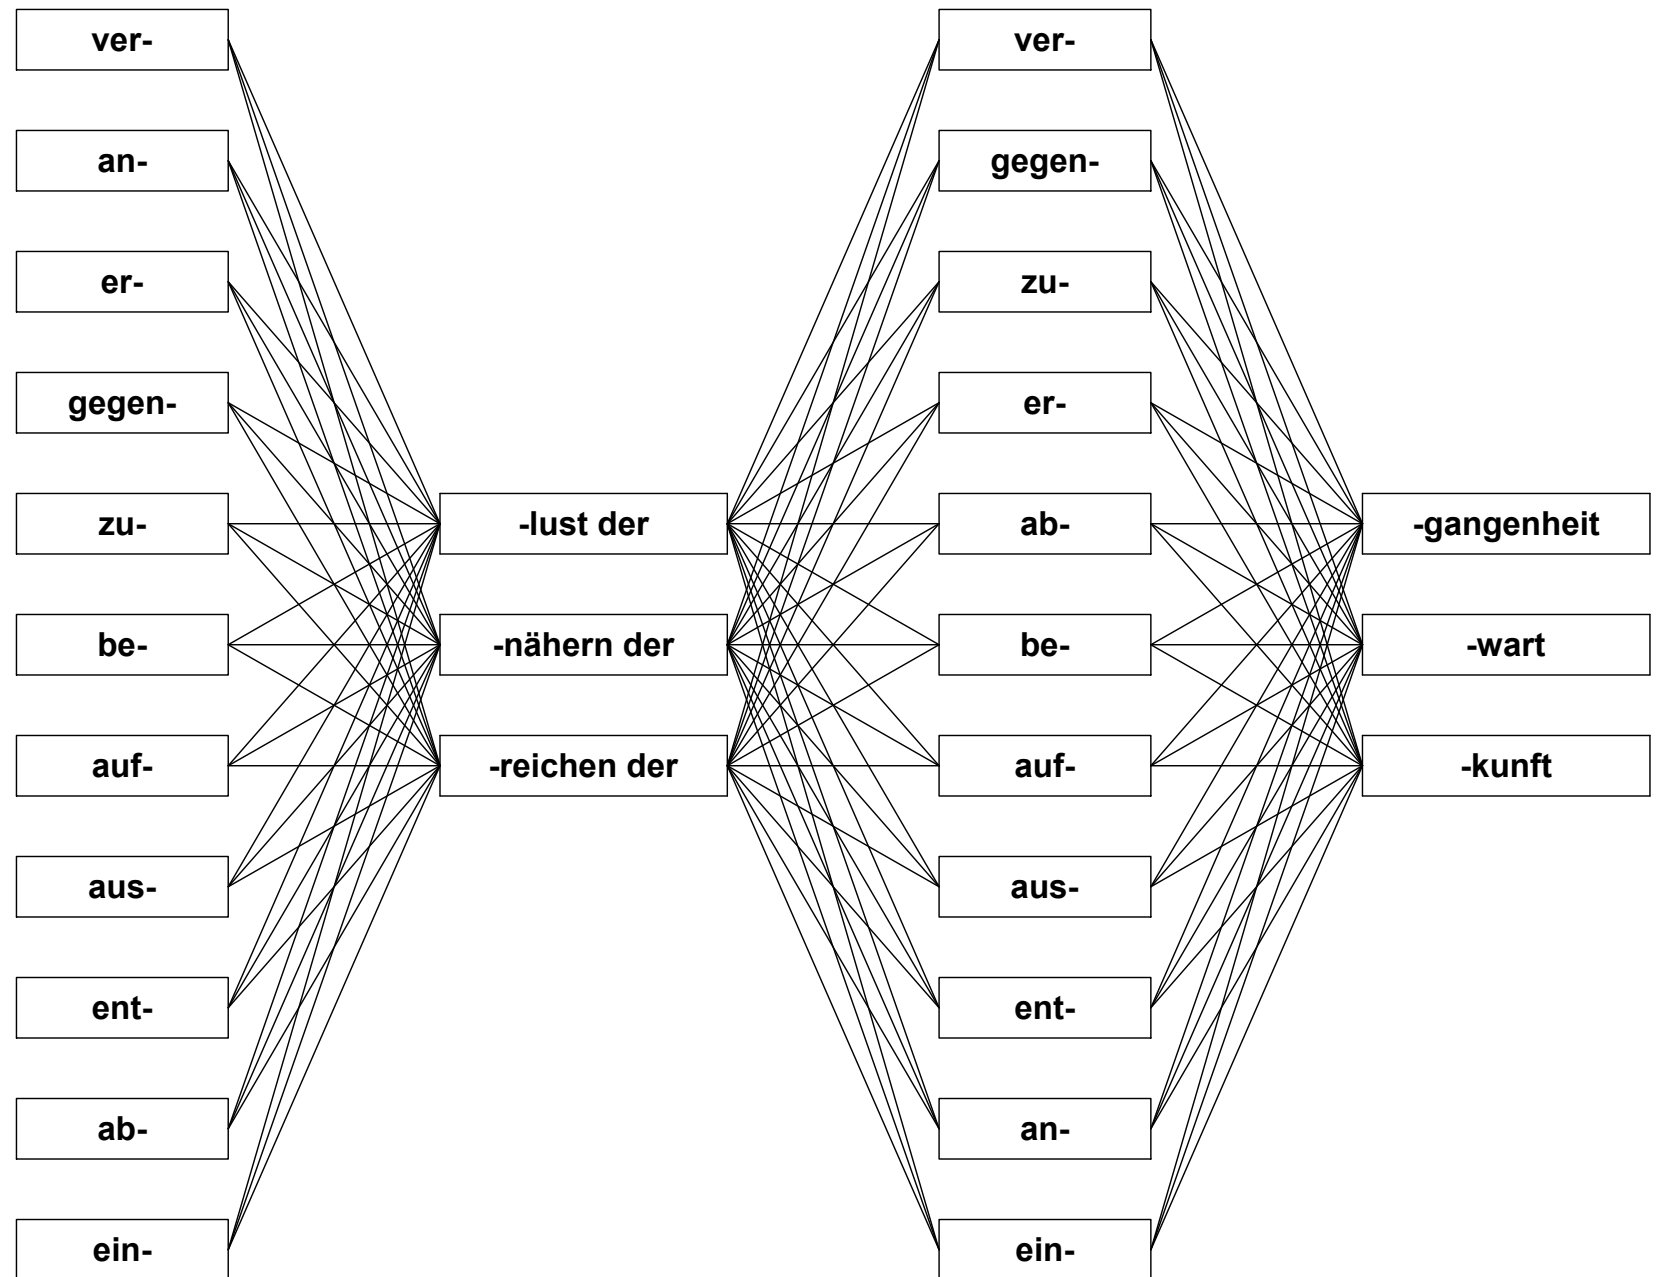 ver-
an-
er-
gegen-
zu-
be-
auf-
aus-
ent-
ab-
ein-
-lust der
-nähern der
-reichen der
ver-
gegen-
zu-
er-
ab-
be-
auf-
aus-
ent-
an-
ein-
-gangenheit
-wart
-kunft